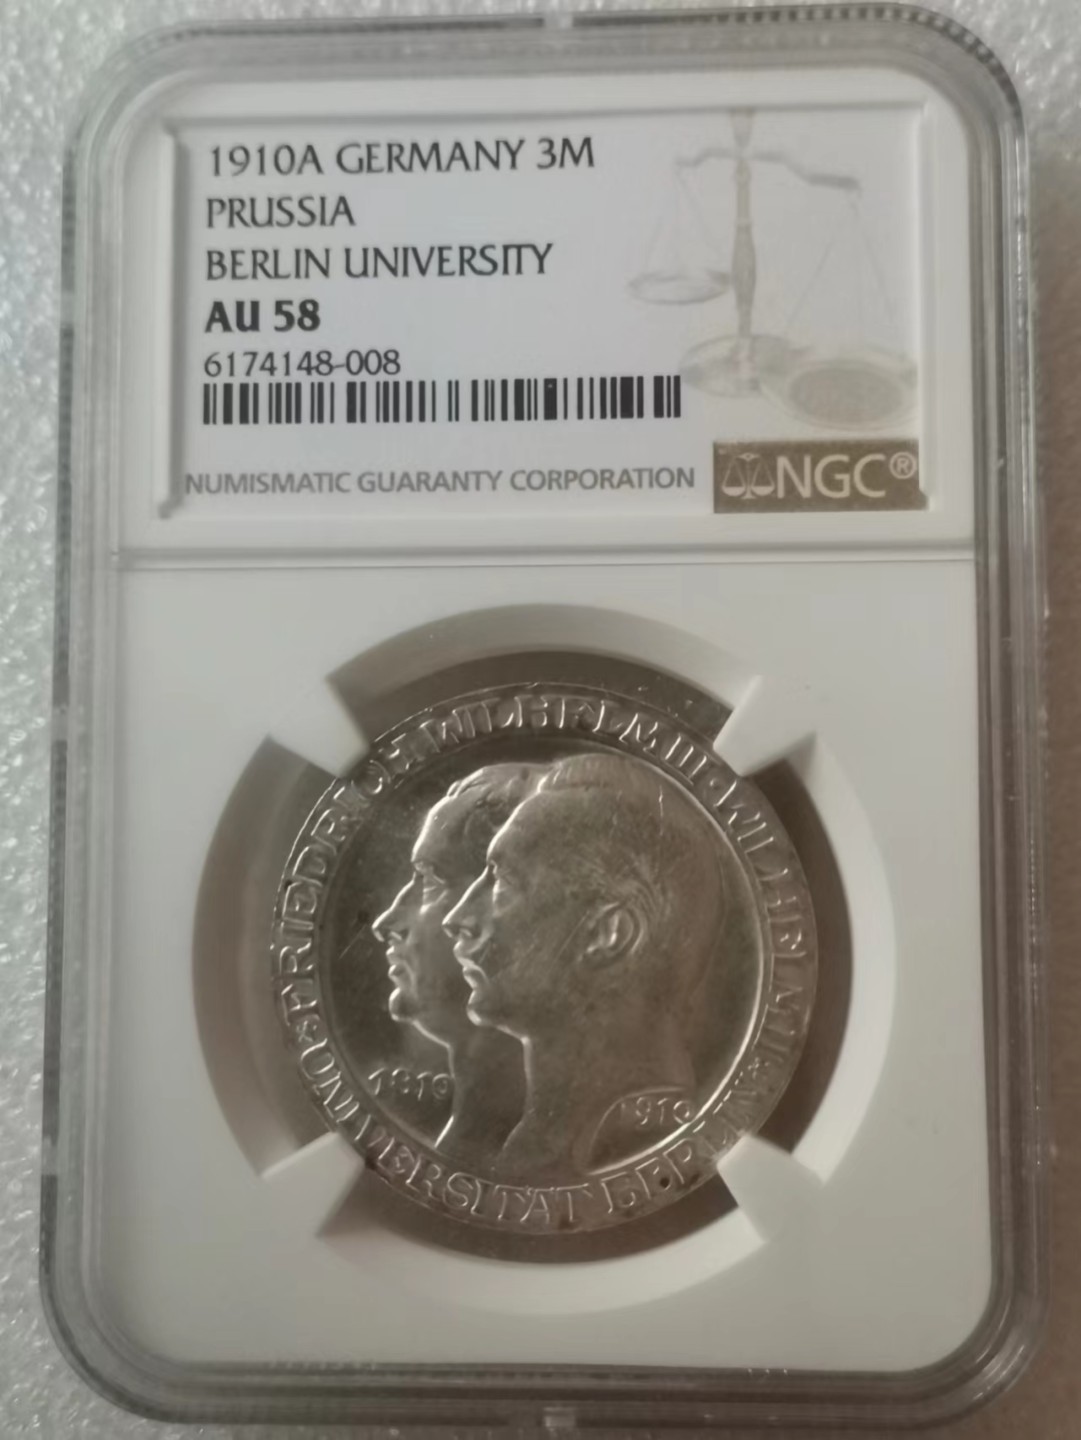 1910A GERMANY 3M
PRUSSIA
BERLIN UNIVERSITY
AU 58
6174148-008
NUMISMATIC GUARANTY CORPORATION
NGC®
FRIEDRICH WILHELM III · WILHELM II
1810
1910
* UNIVERSITÄT BERLIN *